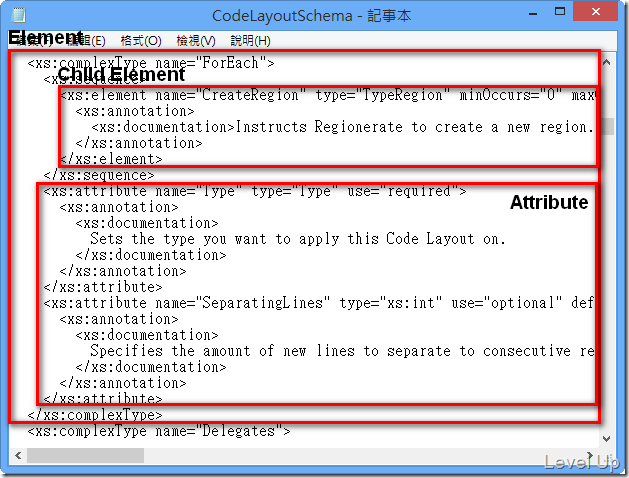 CodeLayoutSchema - 記事本
Element
(E) 格式(O) 檢視(V) 說明(H)
<xs:complexType name="ForEach">
Child Element
<xs:sequence>
<xs:element name="CreateRegion" type="TypeRegion" minOccurs="0"
<xs:annotation>
<xs:documentation>Instructs Regionerate to create a new region.
</xs:annotation>
</xs:element>
</xs:sequence>
<xs:attribute name="Type" type="Type" use="required">
Attribute
<xs:annotation>
<xs:documentation>
Sets the type you want to apply this Code Layout on.
</xs:documentation>
</xs:annotation>
</xs:attribute>
<xs:attribute name="SeparatingLines" type="xs:int" use="optional" def
<xs:annotation>
<xs:documentation>
Specifies the amount of new lines to separate to consecutive re
</xs:documentation>
</xs:annotation>
</xs:attribute>
</xs:complexType>
<xs:complexType name="Delegates">
Level Up